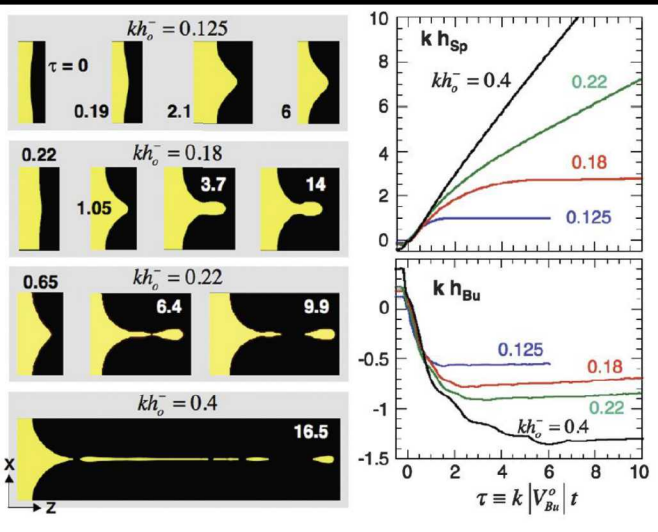 kh_o^- = 0.125
τ = 0
0.19
2.1
6
0.22
kh_o^- = 0.18
1.05
3.7
14
0.65
kh_o^- = 0.22
6.4
9.9
kh_o^- = 0.4
16.5
X
Z
10
8
6
4
2
0
k h_Sp
kh_o^- = 0.4
0.22
0.18
0.125
0
-0.5
-1
-1.5
k h_Bu
0.125
0.18
0.22
kh_o^- = 0.4
0 2 4 6 8 10
τ ≡ k |V_Bu^o| t